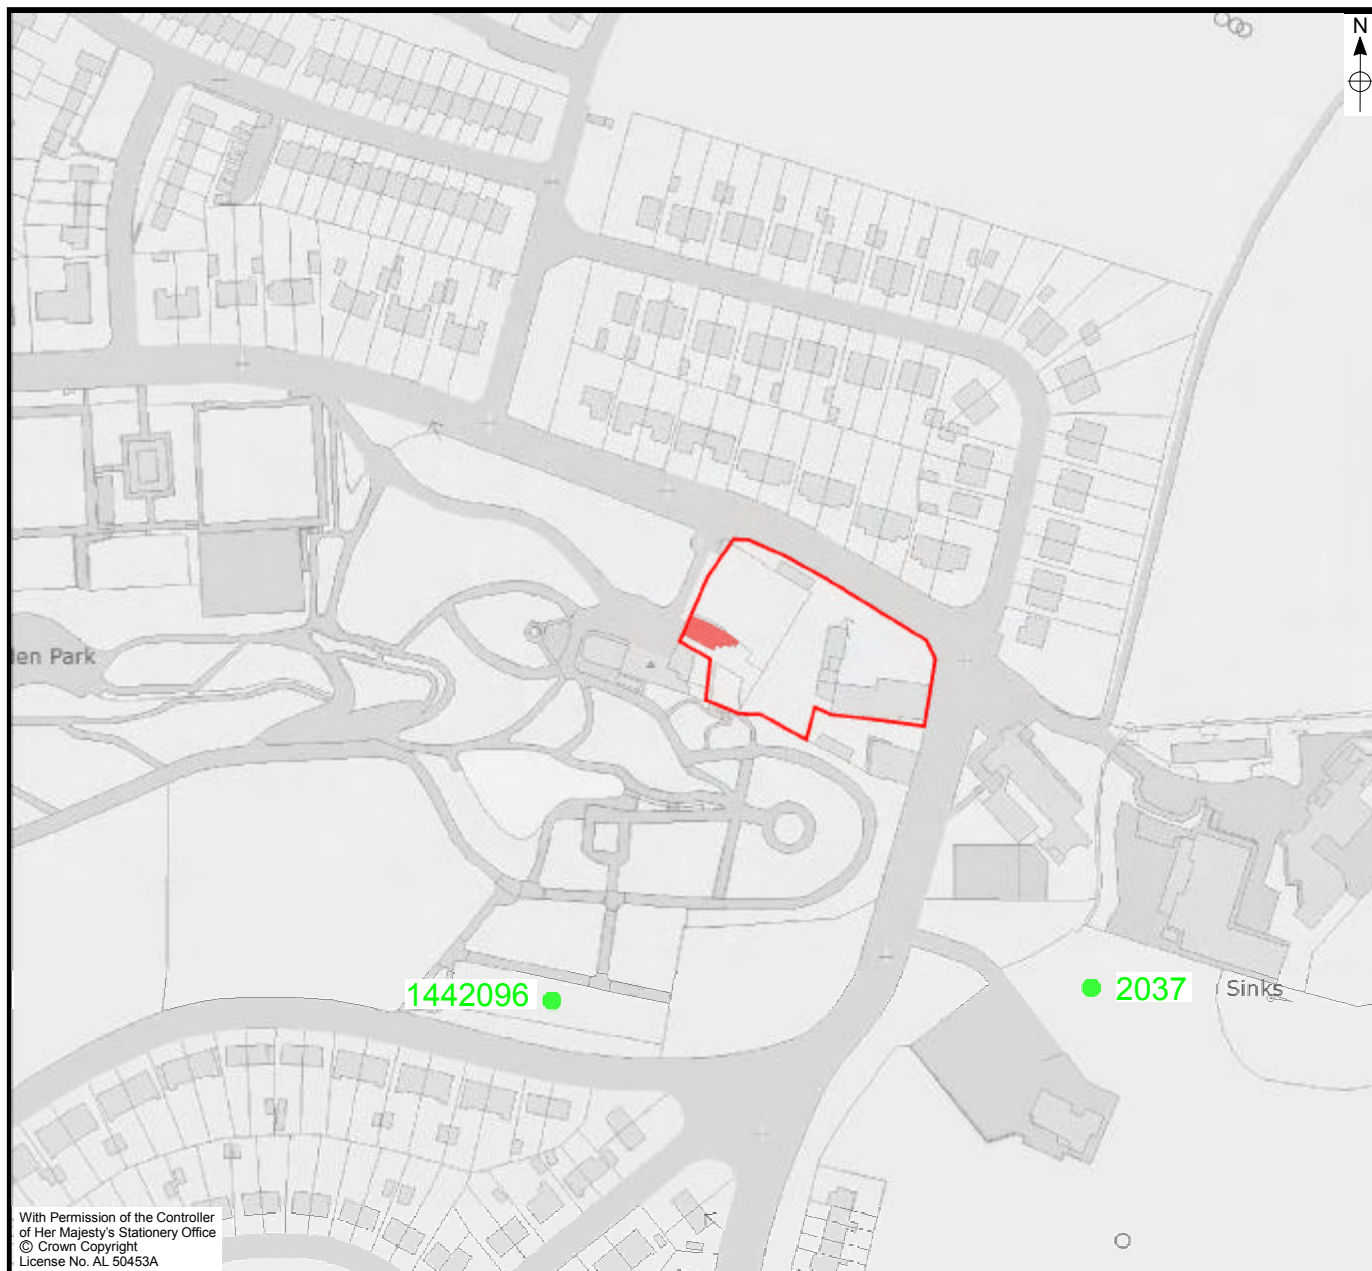 N
len Park
1442096
2037
Sinks
With Permission of the Controller
of Her Majesty's Stationery Office
© Crown Copyright
License No. AL 50453A